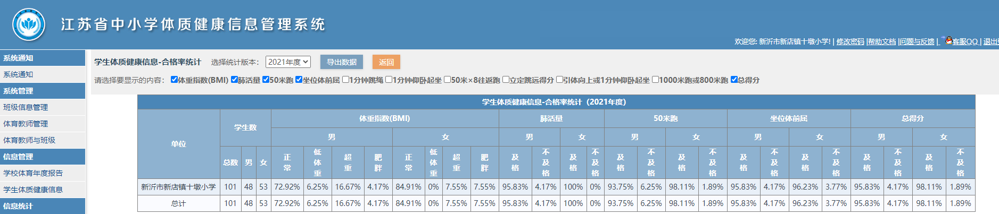 江苏省中小学体质健康信息管理系统
欢迎您: 新沂市新店镇十墩小学! | 修改密码 |帮助文档 |问题与反馈 | 客服QQ | 退出
系统通知
系统通知
系统管理
班级信息管理
体育教师管理
体育教师与班级
信息管理
学校体育年度报告
学生体质健康信息
信息统计
学生体质健康信息-合格率统计 选择统计版本： 2021年度 导出数据 返回
请选择要显示的内容： 体重指数(BMI) 肺活量 50米跑 坐位体前屈 1分钟跳绳 1分钟仰卧起坐 50米×8往返跑 立定跳远得分 引体向上或1分钟仰卧起坐 1000米跑或800米跑 总得分
学生体质健康信息-合格率统计（2021年度）
单位 学生数 体重指数(BMI) 肺活量 50米跑 坐位体前屈 总得分
男 女 男 女 男 女 男 女 男 女
总数 男 女 正常 低体重 超重 肥胖 正常 低体重 超重 肥胖 及格 不及格 及格 不及格 及格 不及格 及格 不及格 及格 不及格 及格 不及格 及格 不及格 及格 不及格
新沂市新店镇十墩小学 101 48 53 72.92% 6.25% 16.67% 4.17% 84.91% 0% 7.55% 7.55% 95.83% 4.17% 100% 0% 93.75% 6.25% 98.11% 1.89% 95.83% 4.17% 96.23% 3.77% 95.83% 4.17% 98.11% 1.89%
总计 101 48 53 72.92% 6.25% 16.67% 4.17% 84.91% 0% 7.55% 7.55% 95.83% 4.17% 100% 0% 93.75% 6.25% 98.11% 1.89% 95.83% 4.17% 96.23% 3.77% 95.83% 4.17% 98.11% 1.89%